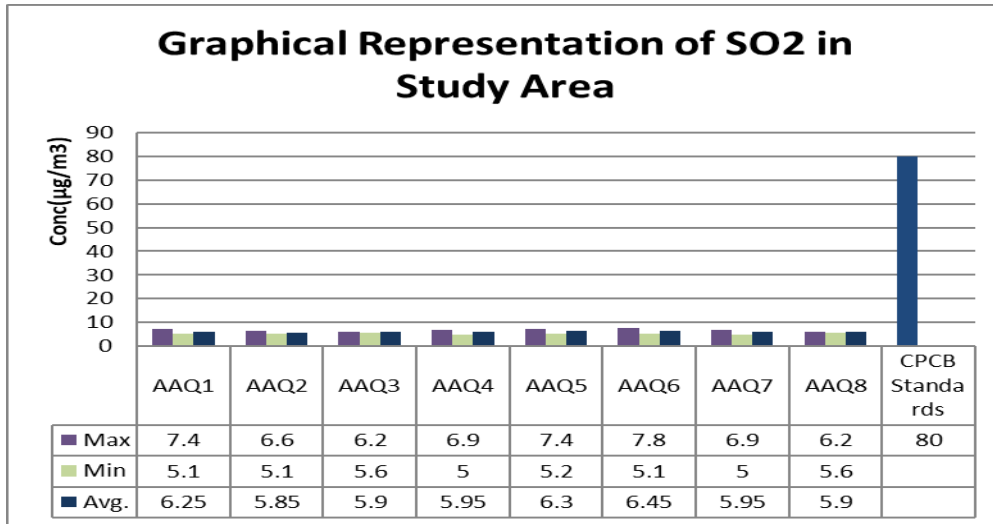 Graphical Representation of SO2 in
Study Area
Conc(µg/m3)
90
80
70
60
50
40
30
20
10
0
AAQ1 AAQ2 AAQ3 AAQ4 AAQ5 AAQ6 AAQ7 AAQ8 CPCB
Standa
rds
Max 7.4 6.6 6.2 6.9 7.4 7.8 6.9 6.2 80
Min 5.1 5.1 5.6 5 5.2 5.1 5 5.6
Avg. 6.25 5.85 5.9 5.95 6.3 6.45 5.95 5.9